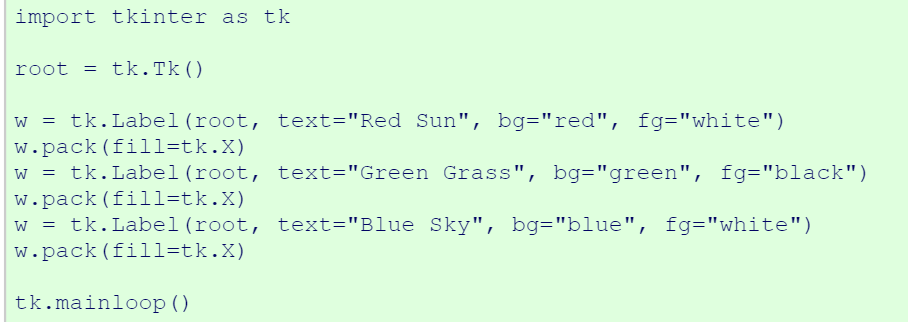 import tkinter as tk
root = tk.Tk()
w = tk.Label(root, text="Red Sun", bg="red", fg="white")
w.pack(fill=tk.X)
w = tk.Label(root, text="Green Grass", bg="green", fg="black")
w.pack(fill=tk.X)
w = tk.Label(root, text="Blue Sky", bg="blue", fg="white")
w.pack(fill=tk.X)
tk.mainloop()